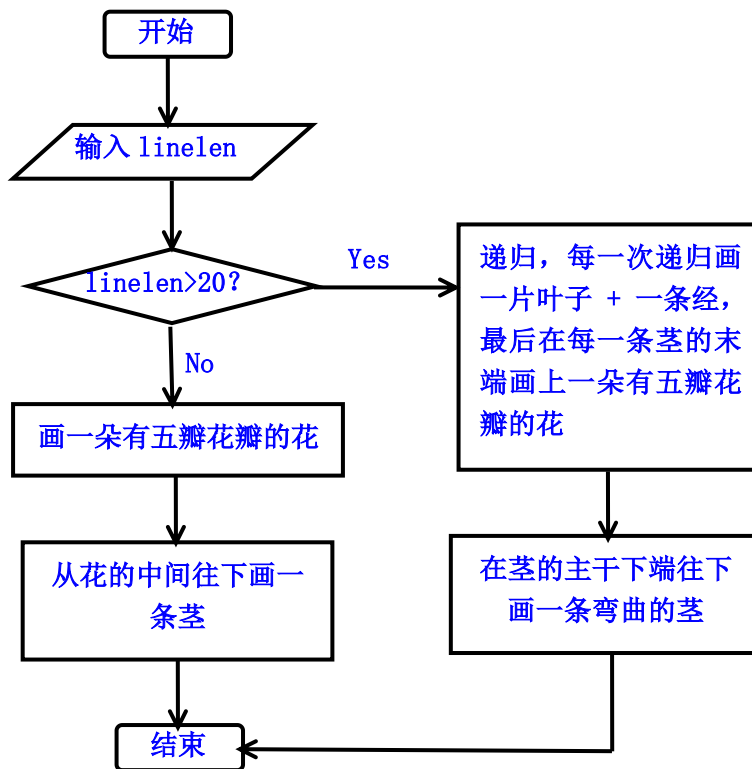 开始
输入 linelen
linelen>20?
Yes
No
递归，每一次递归画
一片叶子 + 一条经，
最后在每一条茎的末
端画上一朵有五瓣花
瓣的花
画一朵有五瓣花瓣的花
从花的中间往下画一
条茎
在茎的主干下端往下
画一条弯曲的茎
结束